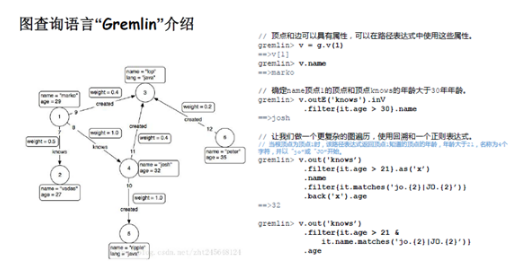 图查询语言“Gremlin”介绍
name = "lop"
lang = "java"
name = "marko"
age = 29
weight = 0.4
3
weight = 0.2
created
created
1
9
8
created
12
6
name = "peter"
age = 35
weight = 0.5
weight = 1.0
weight = 0.4
knows
knows
11
2
4
name = "josh"
age = 32
name = "vadas"
age = 27
10
weight = 1.0
created
5
name = "ripple"
lang = "java"
// 顶点和边可以具有属性，可以在路径表达式中使用这些属性。
gremlin> v = g.v(1)
==>v[1]
gremlin> v.name
==>marko
// 确定name顶点1的顶点和顶点knows的年龄大于30年年龄。
gremlin> v.outE('knows').inV
.filter(it.age > 30).name
==>josh
// 让我们做一个更复杂的图遍历，使用回溯和一个正则表达式。
gremlin> v.out('knows')
.filter(it.age > 21).as('x')
.name
.filter(it.matches('jo.{2}|JO.{2}'))
.back('x').age
==>32
gremlin> v.out('knows')
.filter(it.age > 21 &
it.name.matches('jo.{2}|JO.{2}'))
.age